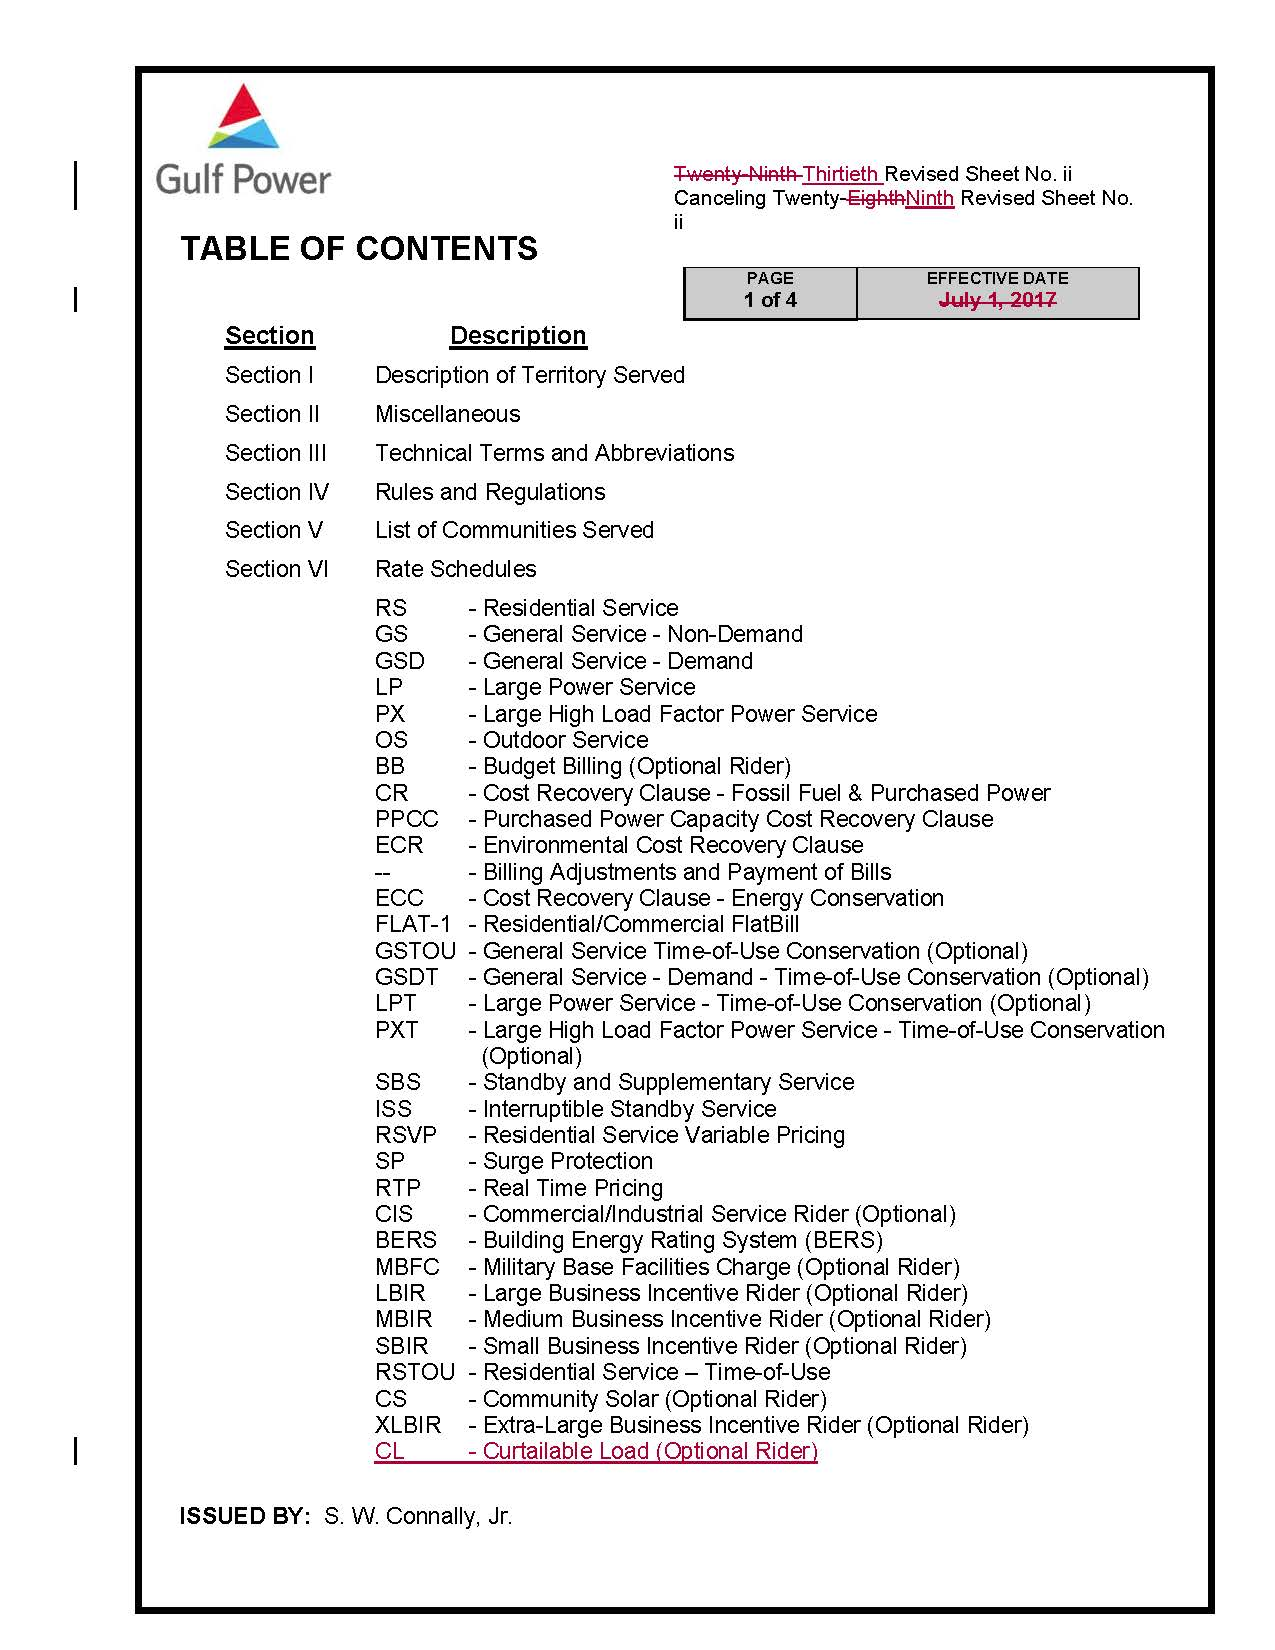 Gulf Power
Twenty-Ninth Thirtieth Revised Sheet No. ii
Canceling Twenty-EighthNinth Revised Sheet No.
ii
TABLE OF CONTENTS
PAGE EFFECTIVE DATE
1 of 4 July 1, 2017
Section Description
Section I Description of Territory Served
Section II Miscellaneous
Section III Technical Terms and Abbreviations
Section IV Rules and Regulations
Section V List of Communities Served
Section VI Rate Schedules
RS - Residential Service
GS - General Service - Non-Demand
GSD - General Service - Demand
LP - Large Power Service
PX - Large High Load Factor Power Service
OS - Outdoor Service
BB - Budget Billing (Optional Rider)
CR - Cost Recovery Clause - Fossil Fuel & Purchased Power
PPCC - Purchased Power Capacity Cost Recovery Clause
ECR - Environmental Cost Recovery Clause
-- - Billing Adjustments and Payment of Bills
ECC - Cost Recovery Clause - Energy Conservation
FLAT-1 - Residential/Commercial FlatBill
GSTOU - General Service Time-of-Use Conservation (Optional)
GSDT - General Service - Demand - Time-of-Use Conservation (Optional)
LPT - Large Power Service - Time-of-Use Conservation (Optional)
PXT - Large High Load Factor Power Service - Time-of-Use Conservation
(Optional)
SBS - Standby and Supplementary Service
ISS - Interruptible Standby Service
RSVP - Residential Service Variable Pricing
SP - Surge Protection
RTP - Real Time Pricing
CIS - Commercial/Industrial Service Rider (Optional)
BERS - Building Energy Rating System (BERS)
MBFC - Military Base Facilities Charge (Optional Rider)
LBIR - Large Business Incentive Rider (Optional Rider)
MBIR - Medium Business Incentive Rider (Optional Rider)
SBIR - Small Business Incentive Rider (Optional Rider)
RSTOU - Residential Service – Time-of-Use
CS - Community Solar (Optional Rider)
XLBIR - Extra-Large Business Incentive Rider (Optional Rider)
CL - Curtailable Load (Optional Rider)
ISSUED BY: S. W. Connally, Jr.